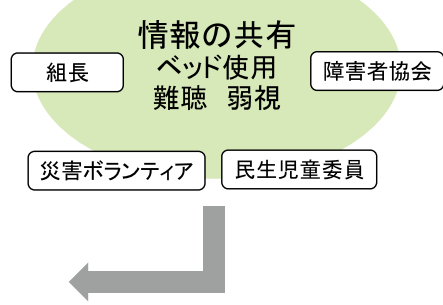 情報の共有
ベッド使用
組長
障害者協会
難聴 弱視
災害ボランティア
民生児童委員